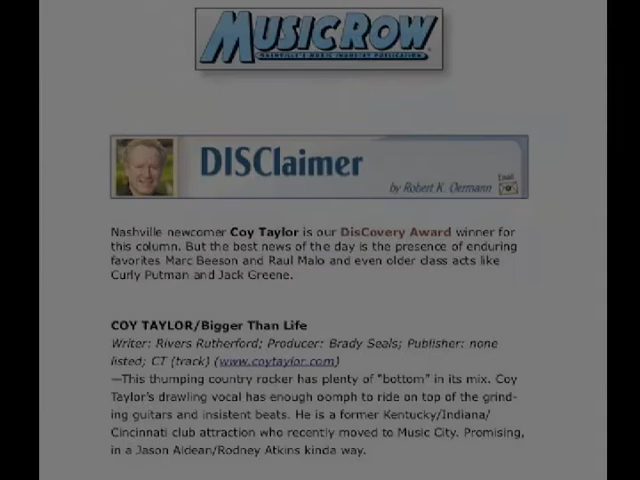 MUSICROW
NASHVILLE'S MUSIC INDUSTRY PUBLICATION
DISClaimer
by Robert K. Oermann
Email
Nashville newcomer Coy Taylor is our DisCovery Award winner for
this column. But the best news of the day is the presence of enduring
favorites Marc Beeson and Raul Malo and even older class acts like
Curly Putman and Jack Greene.
COY TAYLOR/Bigger Than Life
Writer: Rivers Rutherford; Producer: Brady Seals; Publisher: none
listed; CT (track) (www.coytaylor.com)
—This thumping country rocker has plenty of "bottom" in its mix. Coy
Taylor's drawling vocal has enough oomph to ride on top of the grind-
ing guitars and insistent beats. He is a former Kentucky/Indiana/
Cincinnati club attraction who recently moved to Music City. Promising,
in a Jason Aldean/Rodney Atkins kinda way.